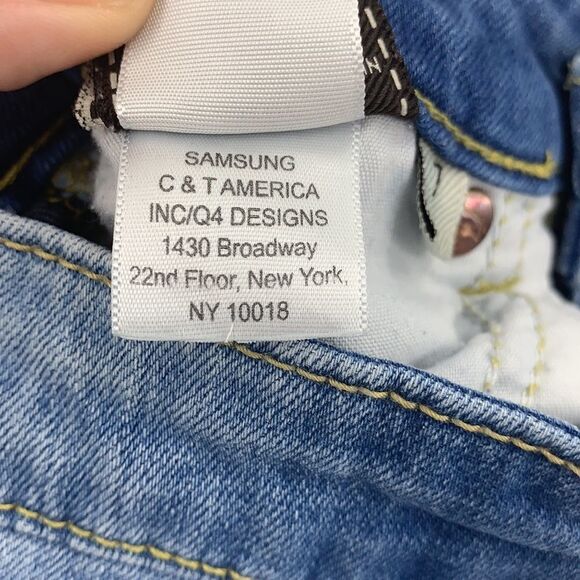 SAMSUNG
C & T AMERICA
INC/Q4 DESIGNS
1430 Broadway
22nd Floor, New York,
NY 10018